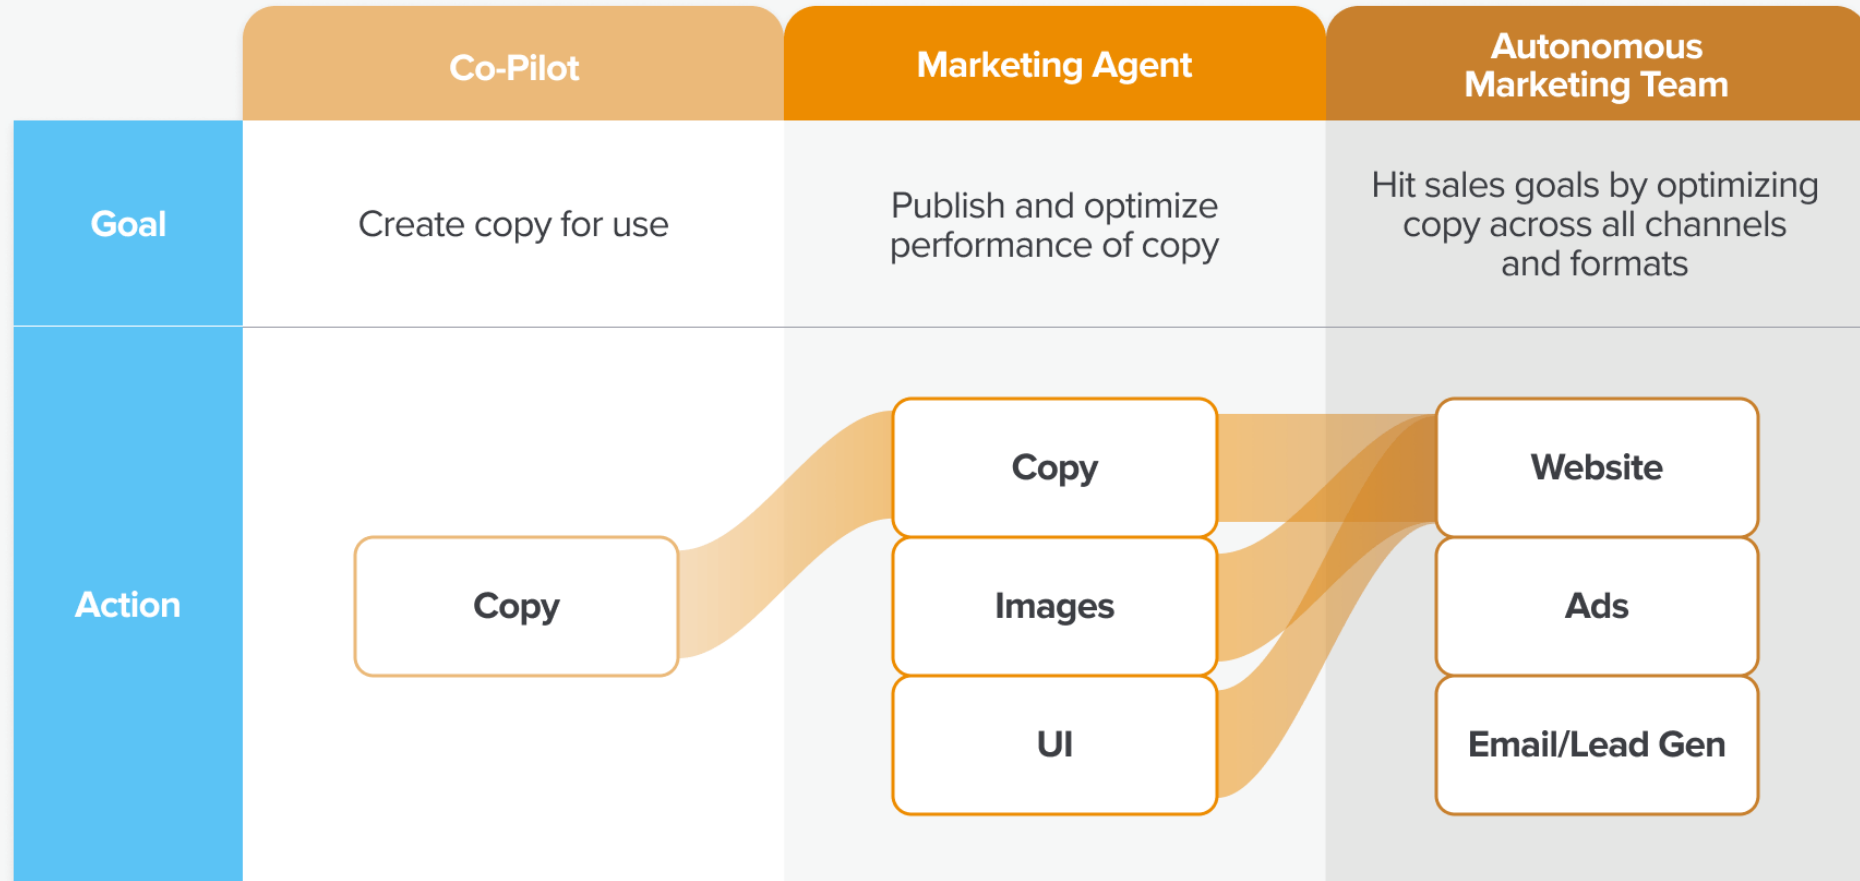 Co-Pilot
Marketing Agent
Autonomous
Marketing Team
Goal
Create copy for use
Publish and optimize
performance of copy
Hit sales goals by optimizing
copy across all channels
and formats
Action
Copy
Copy
Images
UI
Website
Ads
Email/Lead Gen